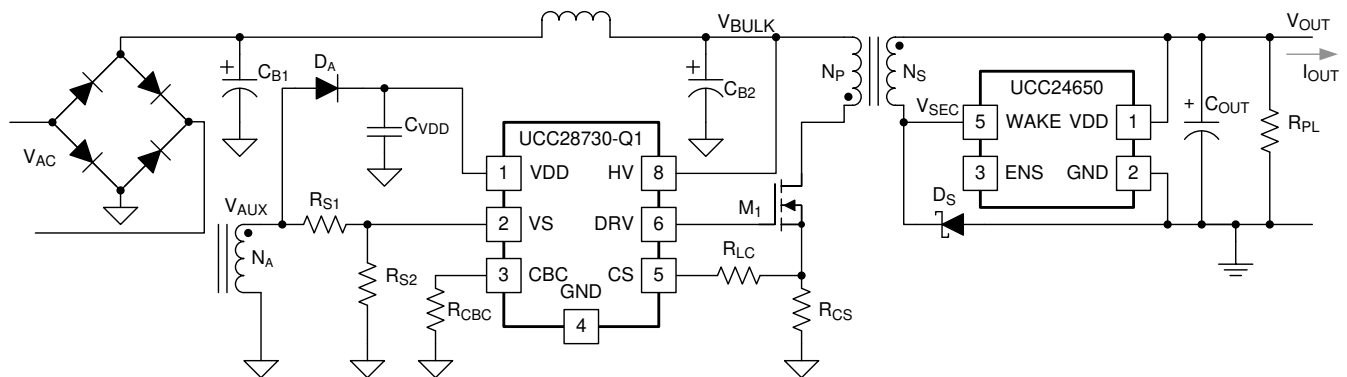 V_BULK
V_OUT
I_OUT
D_A
+
C_B1
+
C_B2
N_P
N_S
UCC24650
V_SEC
5
WAKE
VDD
1
3
ENS
GND
2
+
C_OUT
R_PL
V_AC
C_VDD
UCC28730-Q1
1
VDD
HV
8
V_AUX
R_S1
2
VS
DRV
6
M_1
D_S
N_A
R_S2
R_CBC
3
CBC
CS
5
GND
4
R_LC
R_CS